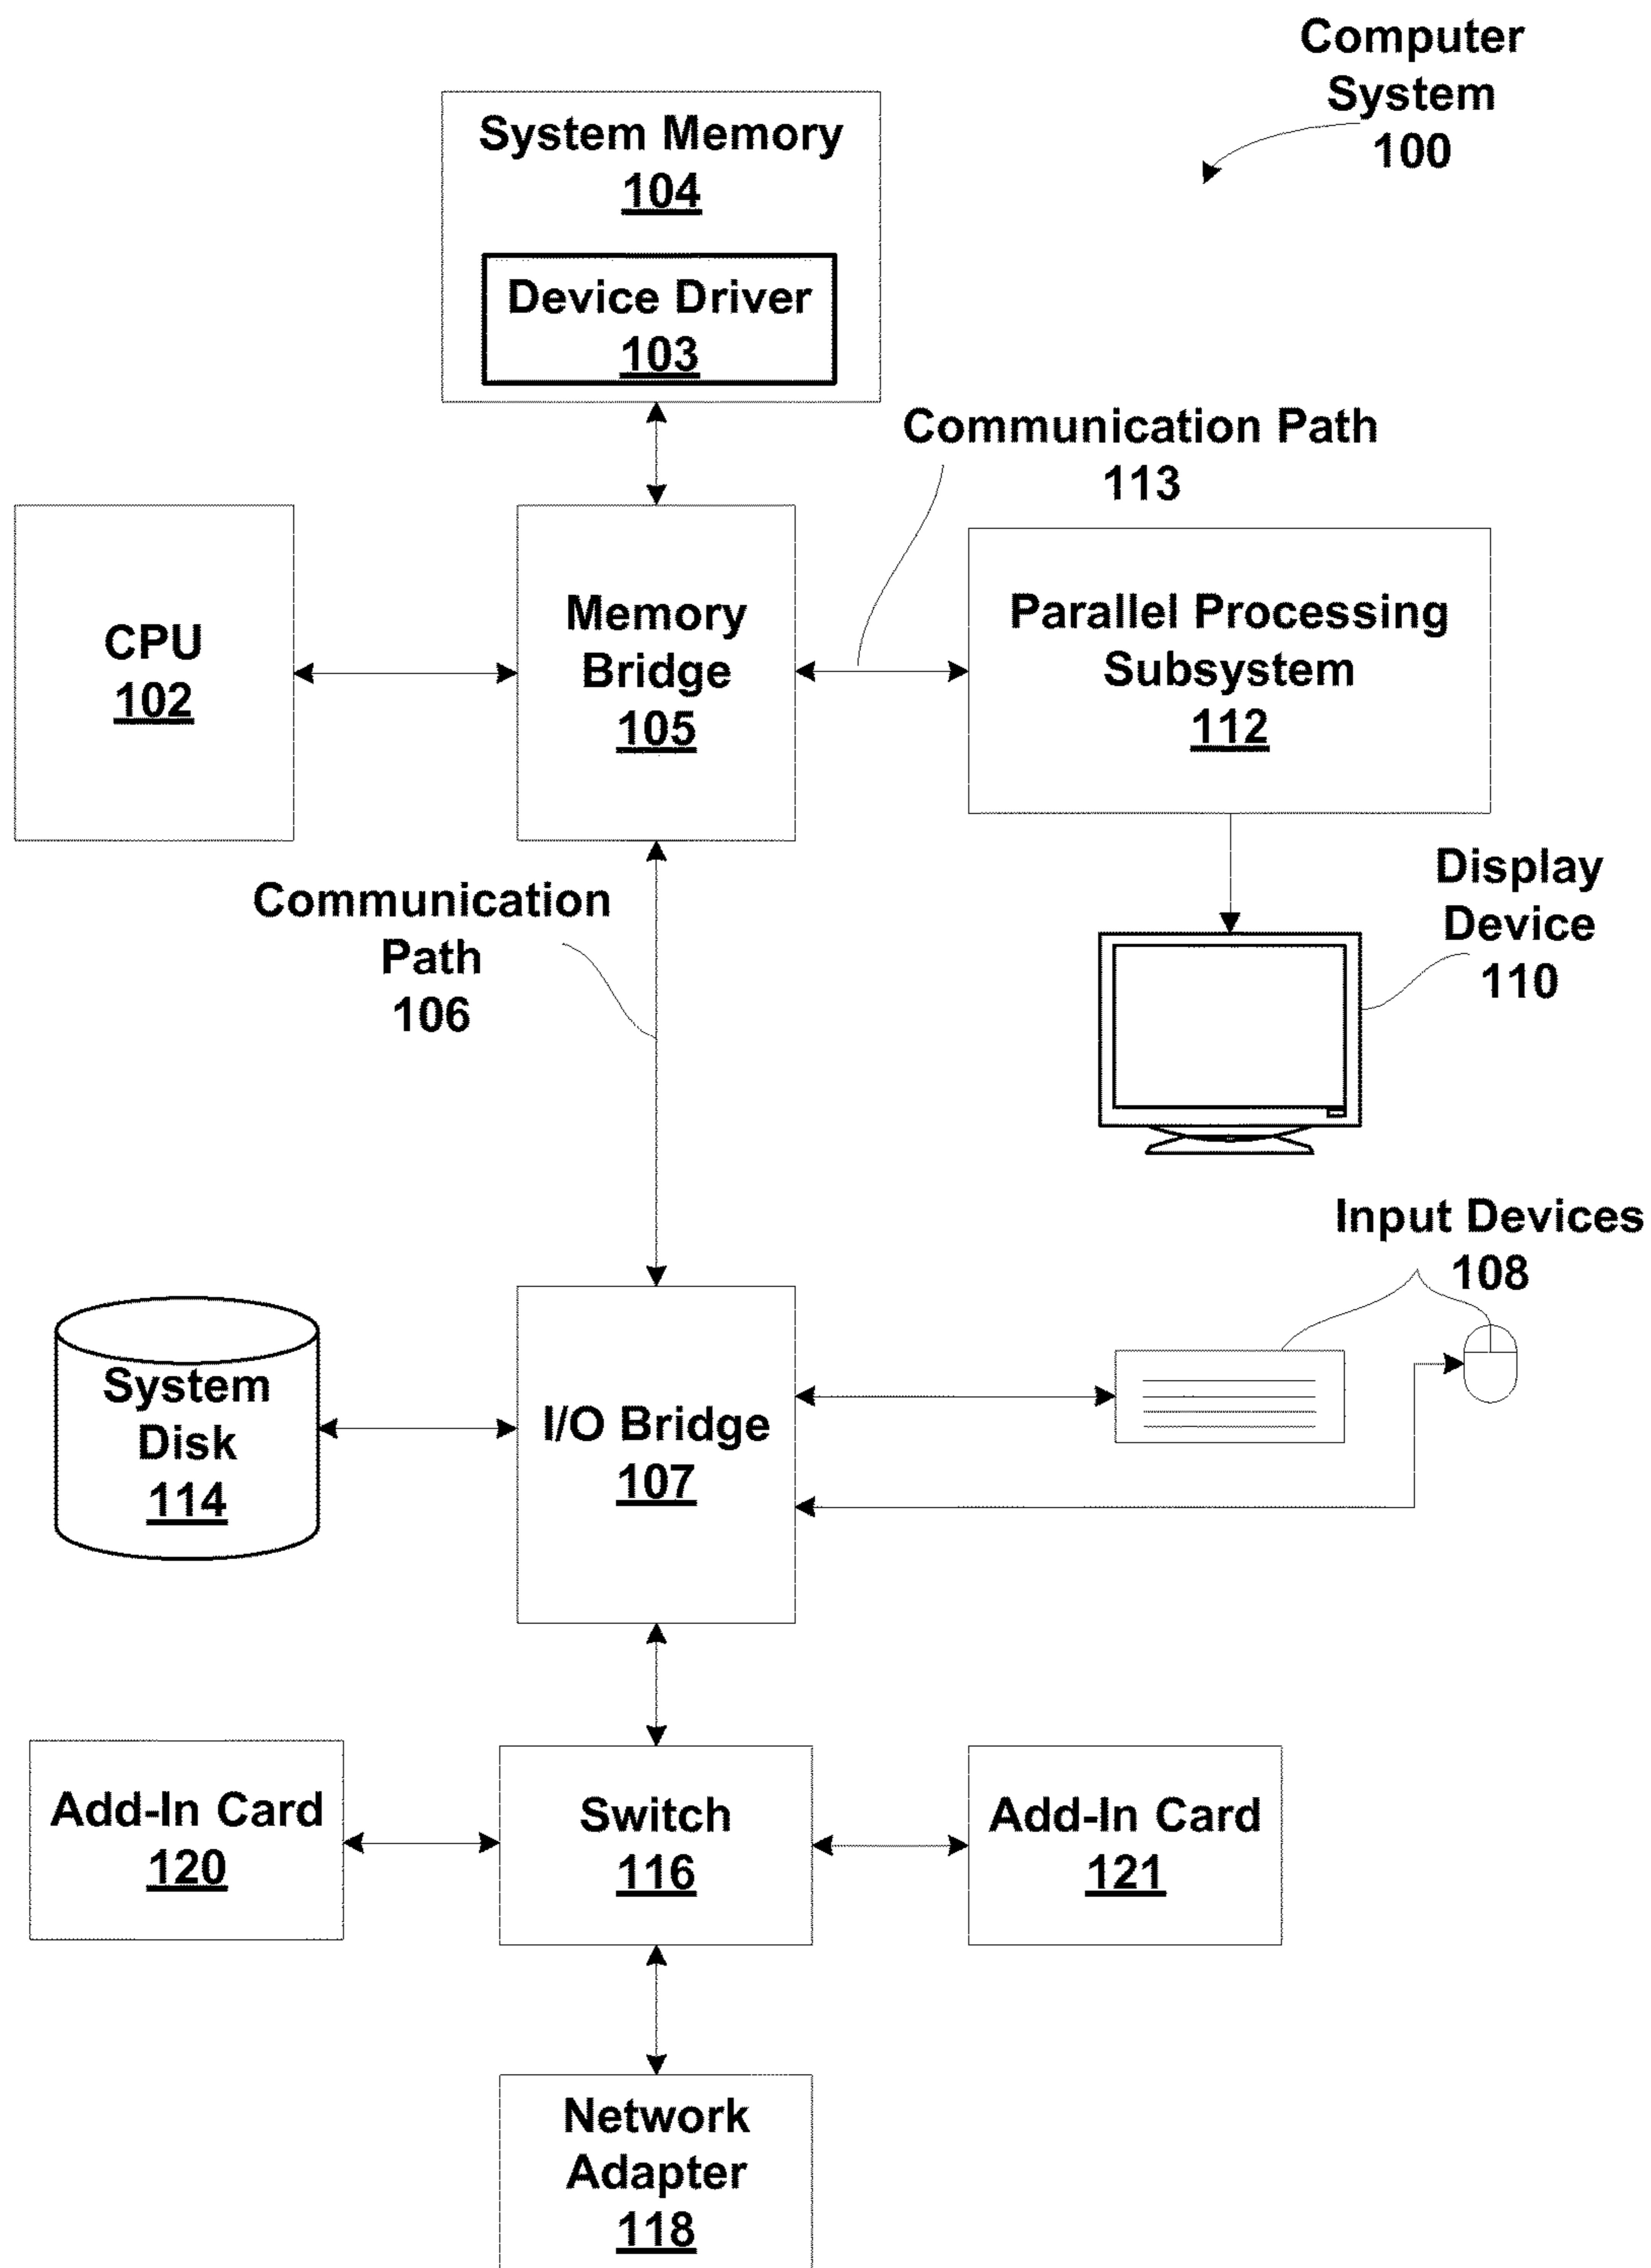 Computer
System
100
System Memory
104
Device Driver
103
Communication Path
113
CPU
102
Memory
Bridge
105
Parallel Processing
Subsystem
112
Communication
Path
106
Display
Device
110
Input Devices
108
System
Disk
114
I/O Bridge
107
Add-In Card
120
Switch
116
Add-In Card
121
Network
Adapter
118